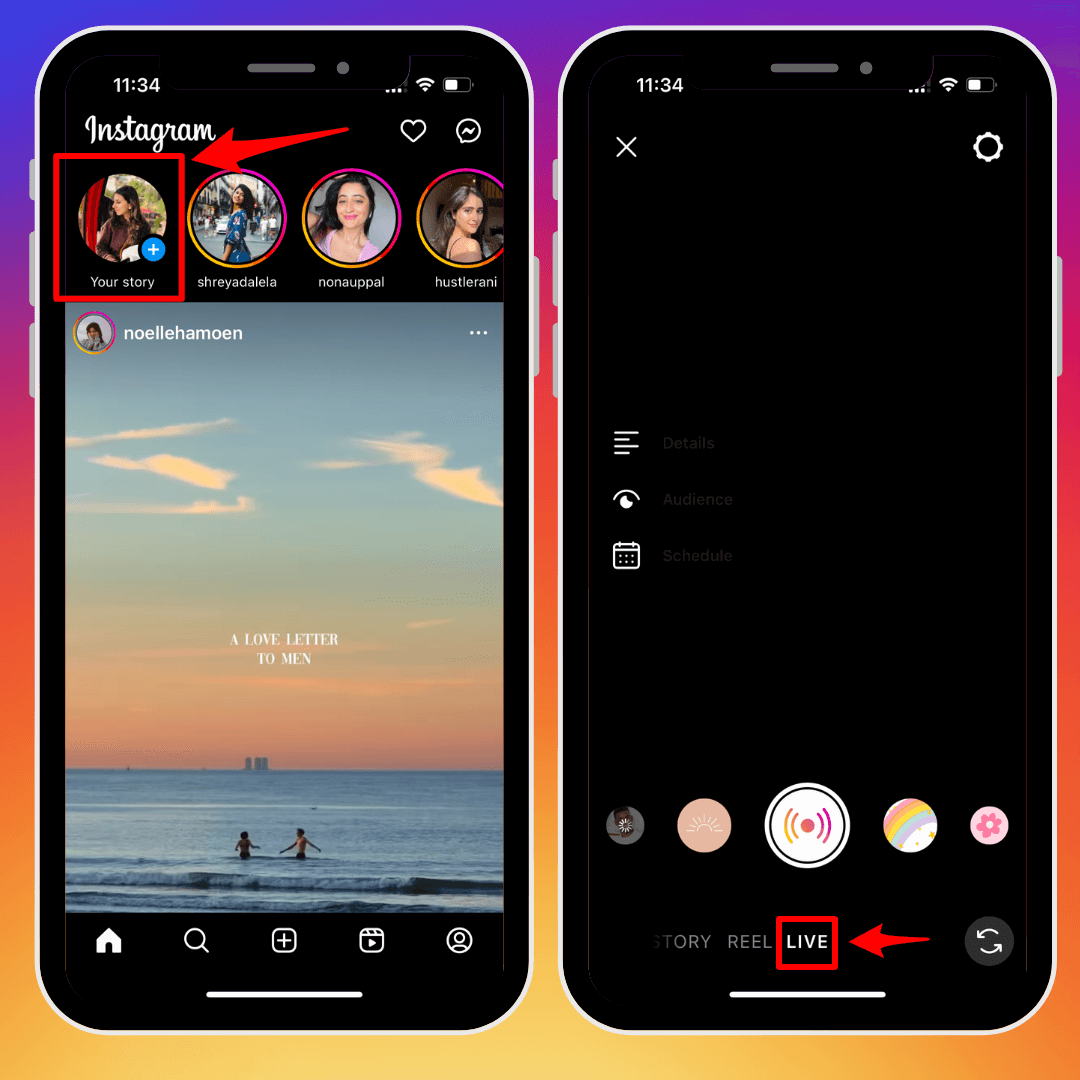 11:34
Instagram
Your story
shreyadalela
nonauppal
hustlerani
noellehamoen
A LOVE LETTER
TO MEN
11:34
Details
Audience
Schedule
STORY REEL LIVE